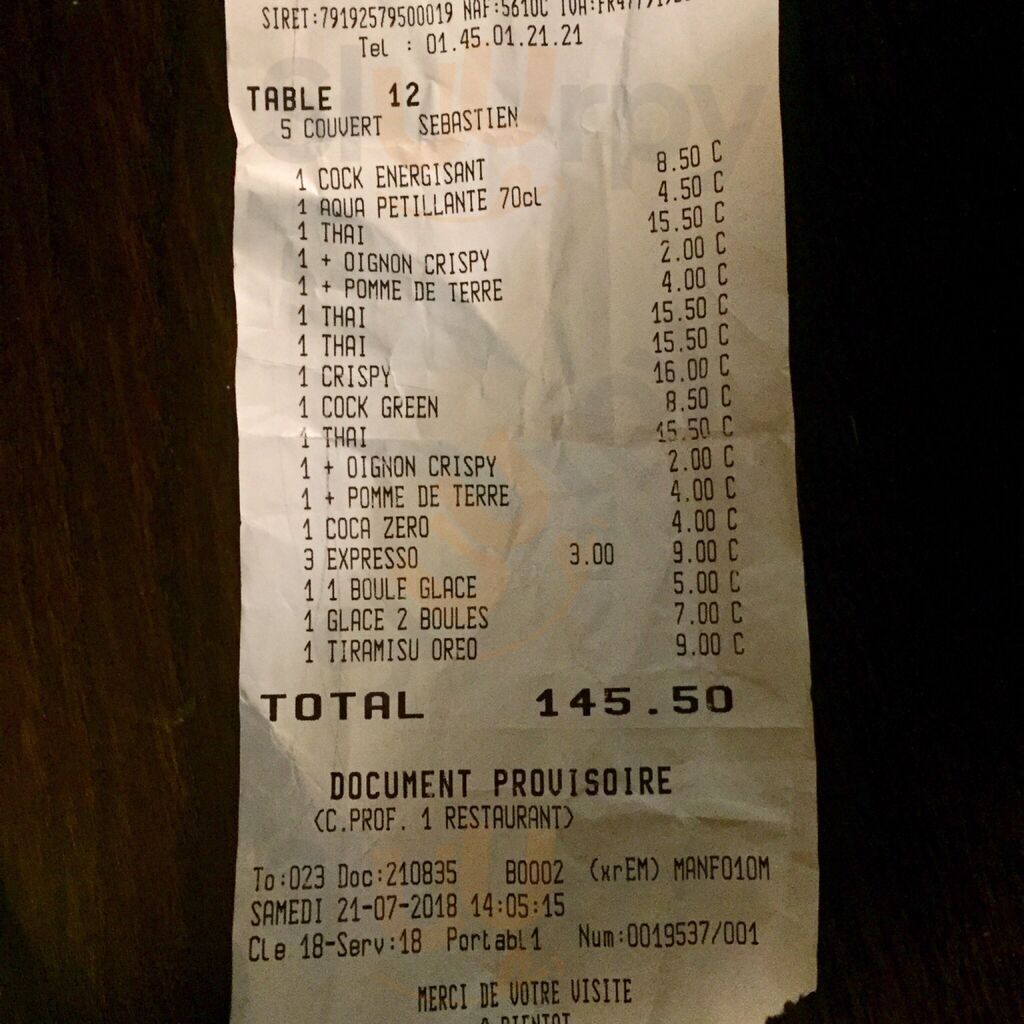 SIRET:79192579500019 NAF:5610C
Tel : 01.45.01.21.21
TABLE 12
5 COUVERT SEBASTIEN
1 COCK ENERGISANT 8.50 C
1 AQUA PETILLANTE 70cl 4.50 C
1 THAI 15.50 C
1 + OIGNON CRISPY 2.00 C
1 + POMME DE TERRE 4.00 C
1 THAI 15.50 C
1 THAI 15.50 C
1 CRISPY 16.00 C
1 COCK GREEN 8.50 C
1 THAI 15.50 C
1 + OIGNON CRISPY 2.00 C
1 + POMME DE TERRE 4.00 C
1 COCA ZERO 4.00 C
3 EXPRESSO 3.00 9.00 C
1 1 BOULE GLACE 5.00 C
1 GLACE 2 BOULES 7.00 C
1 TIRAMISU OREO 9.00 C
TOTAL 145.50
DOCUMENT PROVISOIRE
(C.PROF. 1 RESTAURANT)
To:023 Doc:210835 B0002 (xrEM) MANFO1OM
SAMEDI 21-07-2018 14:05:15
Cle 18-Serv:18 Portabl1 Num:0019537/001
MERCI DE VOTRE VISITE
A BIENTOT